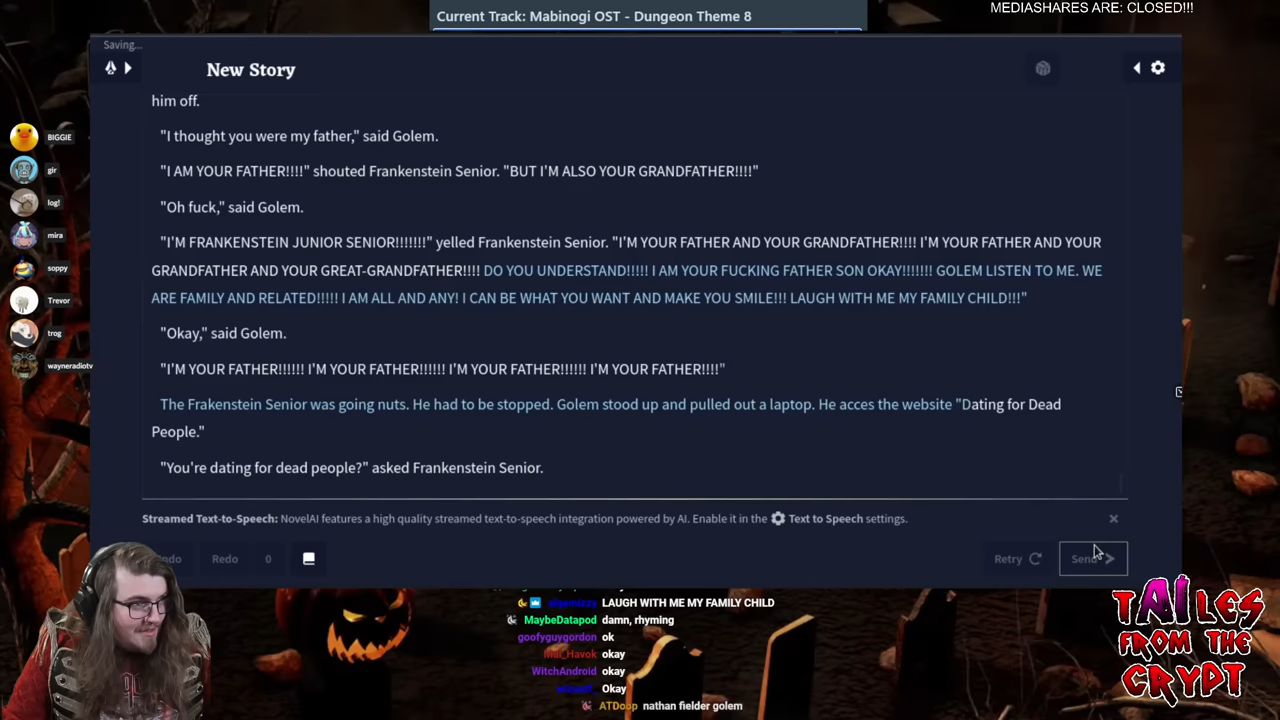 Current Track: Mabinogi OST - Dungeon Theme 8
MEDIASHARES ARE: CLOSED!!!
Saving...
New Story
him off.
"I thought you were my father," said Golem.
"I AM YOUR FATHER!!!!" shouted Frankenstein Senior. "BUT I'M ALSO YOUR GRANDFATHER!!!!"
"Oh fuck," said Golem.
"I'M FRANKENSTEIN JUNIOR SENIOR!!!!!!!" yelled Frankenstein Senior. "I'M YOUR FATHER AND YOUR GRANDFATHER!!!! I'M YOUR FATHER AND YOUR
GRANDFATHER AND YOUR GREAT-GRANDFATHER!!!! DO YOU UNDERSTAND!!!!! I AM YOUR FUCKING FATHER SON OKAY!!!!!!! GOLEM LISTEN TO ME. WE
ARE FAMILY AND RELATED!!!!! I AM ALL AND ANY! I CAN BE WHAT YOU WANT AND MAKE YOU SMILE!!! LAUGH WITH ME MY FAMILY CHILD!!!"
"Okay," said Golem.
"I'M YOUR FATHER!!!!!! I'M YOUR FATHER!!!!!! I'M YOUR FATHER!!!!!! I'M YOUR FATHER!!!!"
The Frakenstein Senior was going nuts. He had to be stopped. Golem stood up and pulled out a laptop. He acces the website "Dating for Dead
People."
"You're dating for dead people?" asked Frankenstein Senior.
BIGGIE
gir
log!
mira
soppy
Trevor
trog
wayneradiotv
Streamed Text-to-Speech: NovelAI features a high quality streamed text-to-speech integration powered by AI. Enable it in the Text to Speech settings.
Redo 0
Retry
Send
LAUGH WITH ME MY FAMILY CHILD
MaybeDatapod damn, rhyming
goofyguygordon ok
okay
WitchAndroid okay
Okay
ATDoop nathan fielder golem
TAILES
FROM THE
CRYPT